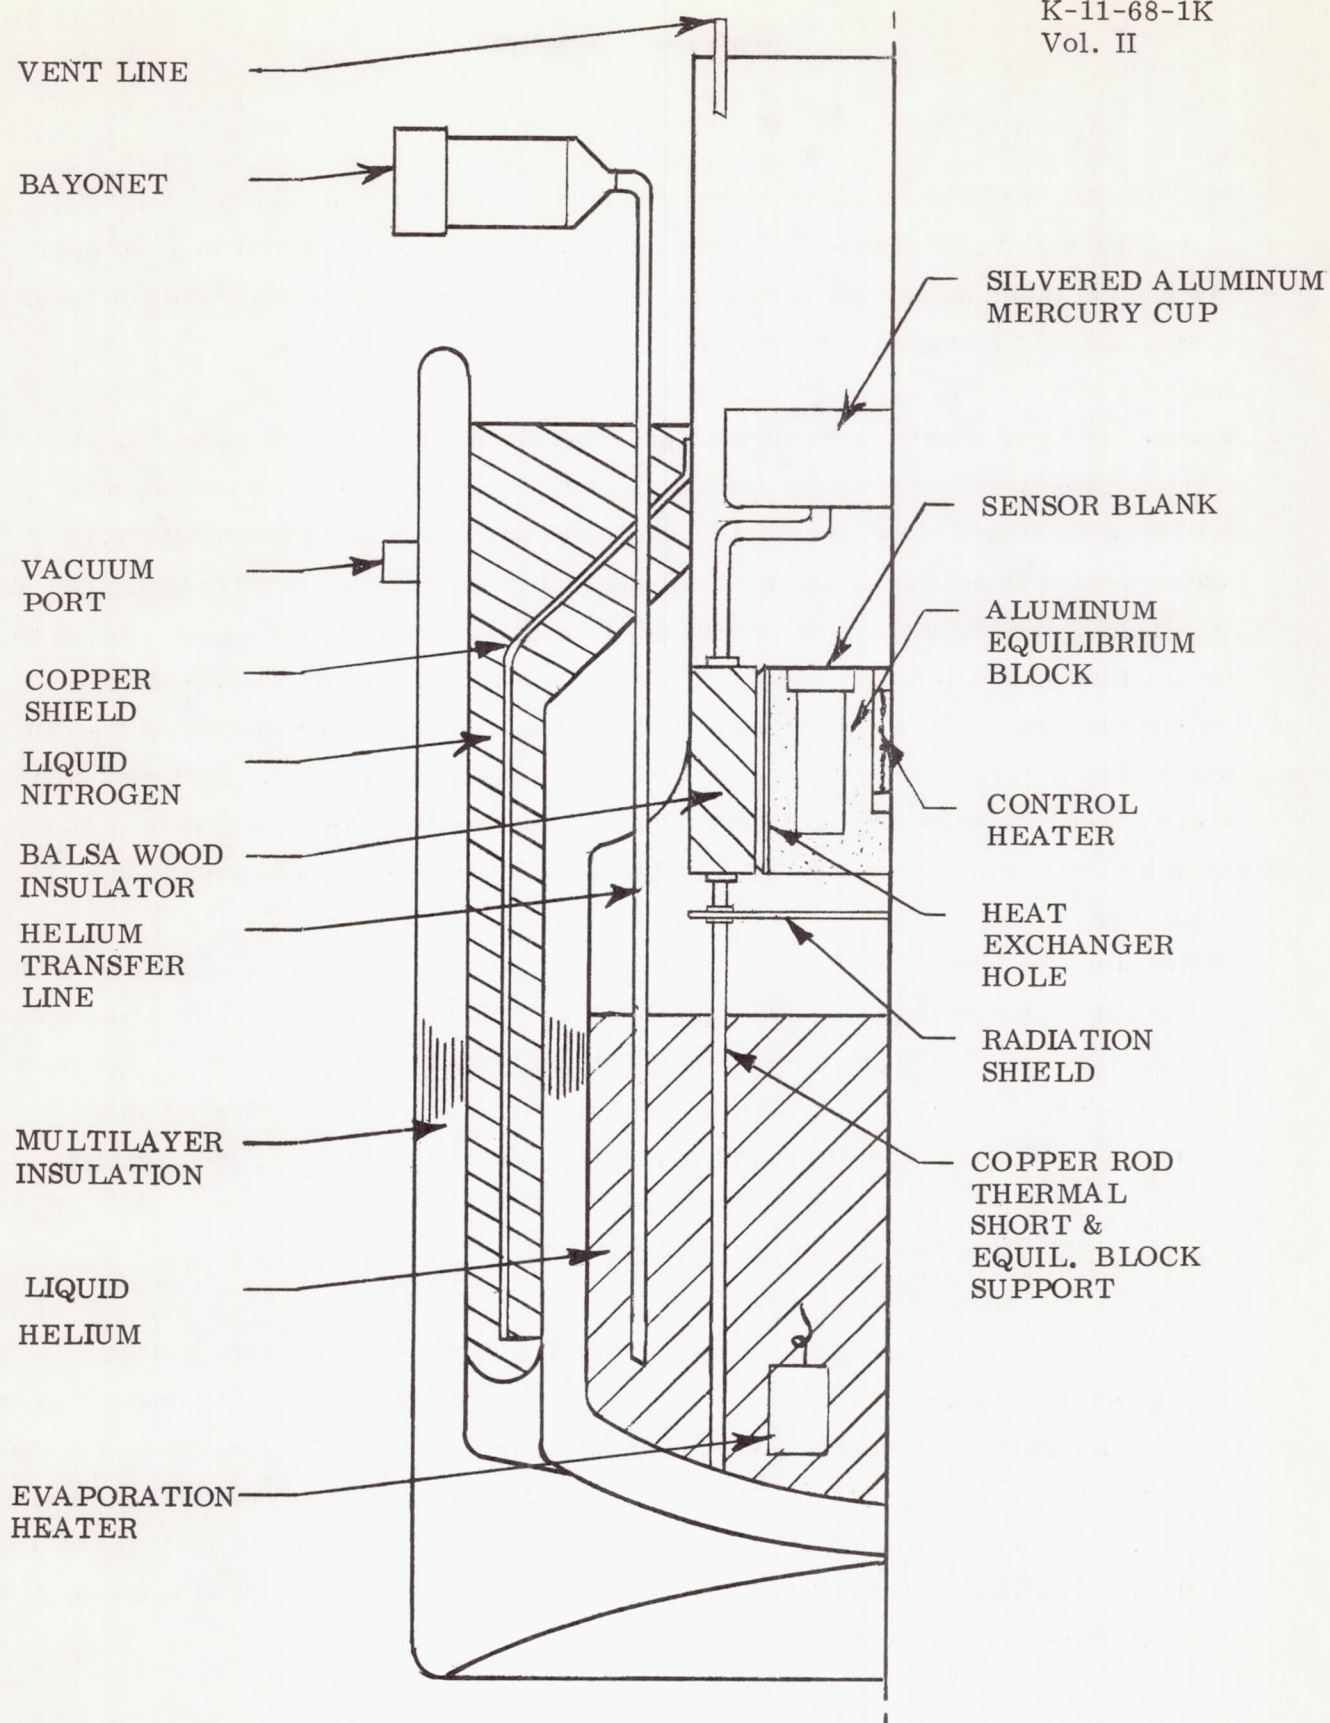 K-11-68-1K
Vol. II
VENT LINE
BAYONET
VACUUM
PORT
COPPER
SHIELD
LIQUID
NITROGEN
BALSA WOOD
INSULATOR
HELIUM
TRANSFER
LINE
MULTILAYER
INSULATION
LIQUID
HELIUM
EVAPORATION
HEATER
SILVERED ALUMINUM
MERCURY CUP
SENSOR BLANK
ALUMINUM
EQUILIBRIUM
BLOCK
CONTROL
HEATER
HEAT
EXCHANGER
HOLE
RADIATION
SHIELD
COPPER ROD
THERMAL
SHORT &
EQUIL. BLOCK
SUPPORT